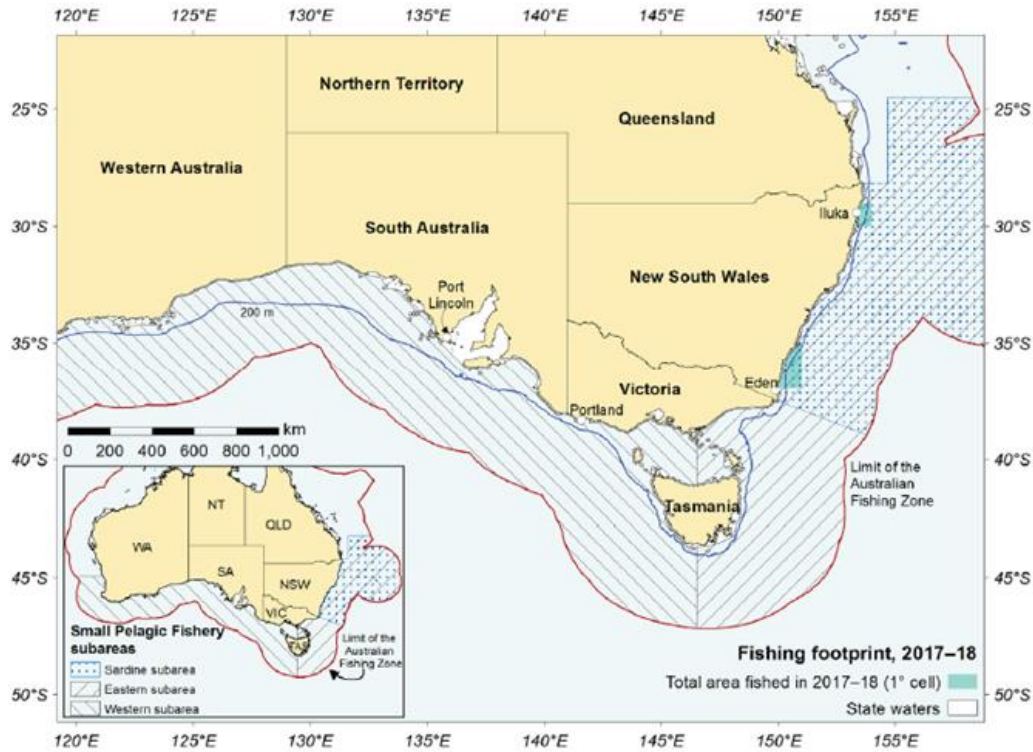 120°E 125°E 130°E 135°E 140°E 145°E 150°E 155°E
25°S
30°S
35°S
40°S
45°S
50°S
25°S
30°S
35°S
40°S
45°S
50°S
Northern Territory
Queensland
Western Australia
South Australia
Iluka
New South Wales
Port
Lincoln
200 m
Victoria
Eden
Portland
Tasmania
Limit of the
Australian
Fishing Zone
km
0 200 400 600 800 1,000
NT
QLD
WA
SA
NSW
VIC
TAS
Small Pelagic Fishery
subareas
Sardine subarea
Eastern subarea
Western subarea
Limit of the
Australian
Fishing Zone
Fishing footprint, 2017–18
Total area fished in 2017–18 (1° cell)
State waters
120°E 125°E 130°E 135°E 140°E 145°E 150°E 155°E